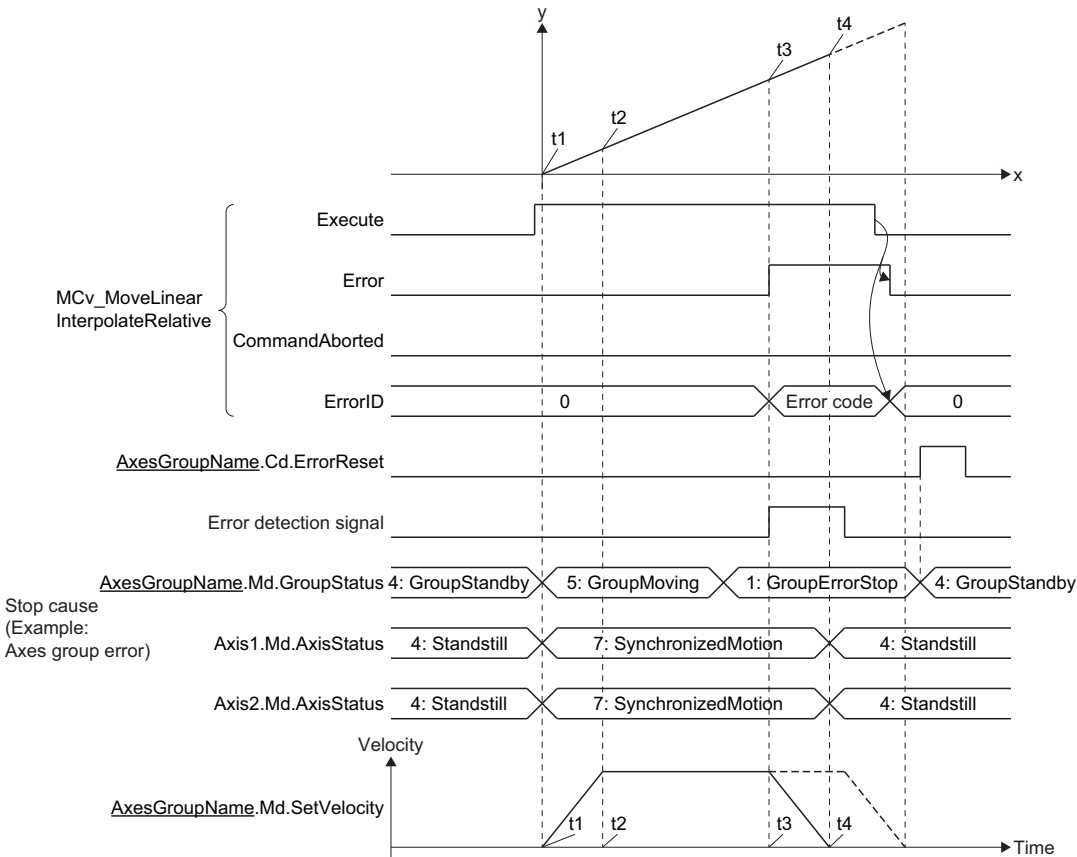 y
t4
t3
t2
t1
x
Execute
Error
MCv_MoveLinear
InterpolateRelative
CommandAborted
ErrorID
0
Error code
0
AxesGroupName.Cd.ErrorReset
Error detection signal
AxesGroupName.Md.GroupStatus
4: GroupStandby
5: GroupMoving
1: GroupErrorStop
4: GroupStandby
Stop cause
(Example:
Axes group error)
Axis1.Md.AxisStatus
4: Standstill
7: SynchronizedMotion
4: Standstill
Axis2.Md.AxisStatus
4: Standstill
7: SynchronizedMotion
4: Standstill
Velocity
AxesGroupName.Md.SetVelocity
t1
t2
t3
t4
Time